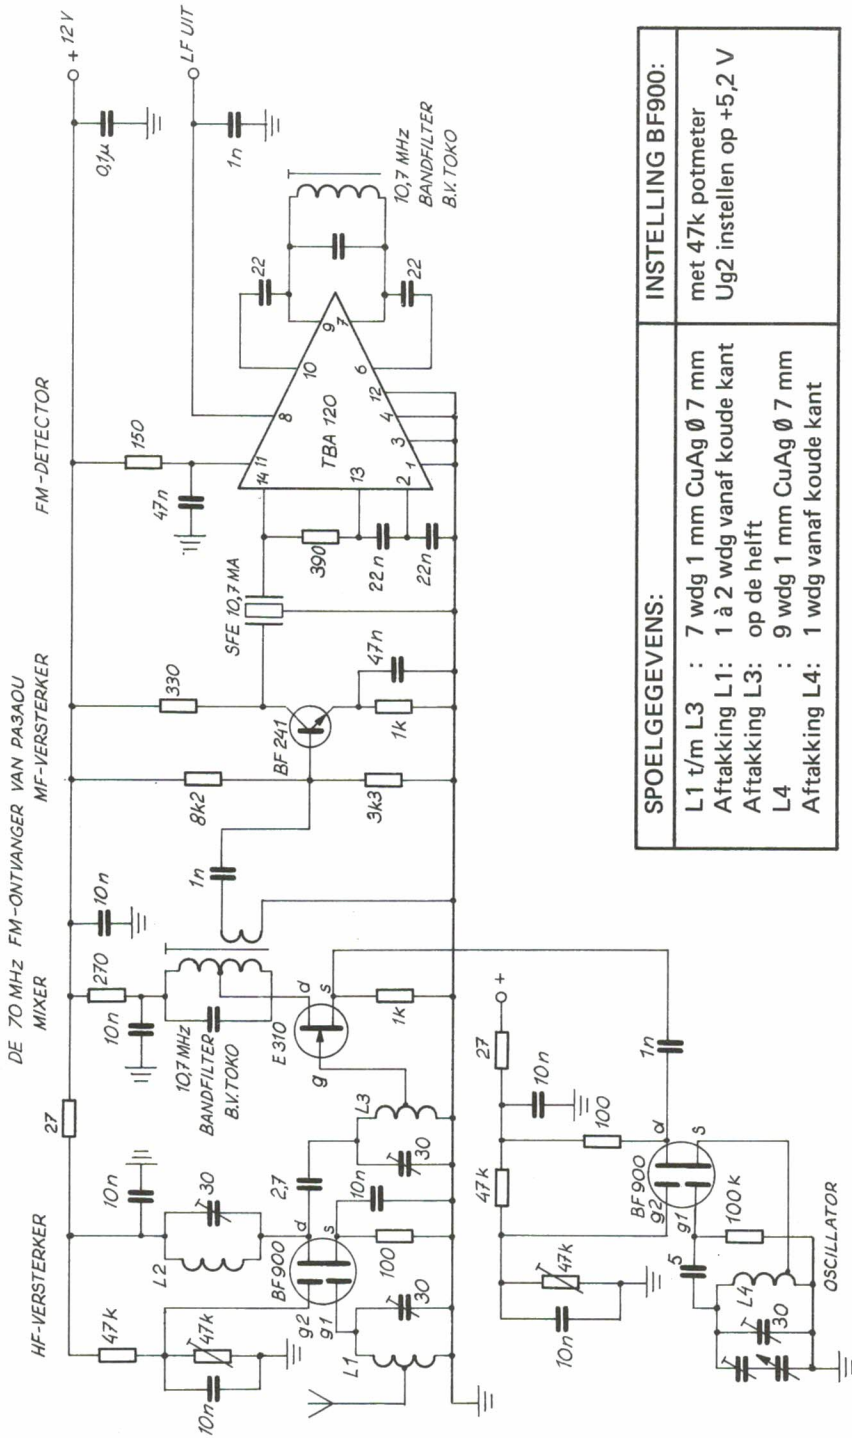 DE 70 MHz FM-ONTVANGER VAN PA3AOU
HF-VERSTERKER
MIXER
MF-VERSTERKER
FM-DETECTOR
+ 12V
LF UIT
0,1µ
1n
47k
47k
10n
g2
g1
BF900
d
s
L1
30
L2
30
10n
27
2,7
100
10n
L3
30
10n
270
10n
10,7 MHz
BANDFILTER
B.V. TOKO
E310
g
d
s
1k
1n
8k2
3k3
BF 241
330
1k
47n
SFE 10,7 MA
390
22n
22n
47n
150
TBA 120
14
11
13
2
1
3
4
12
8
10
9
7
6
22
22
10,7 MHz
BANDFILTER
B.V. TOKO
27
+
10n
47k
47k
10n
100
1n
BF900
g2
g1
d
s
5
100k
L4
30
OSCILLATOR
SPOELGEGEVENS:
L1 t/m L3 : 7 wdg 1 mm CuAg Ø 7 mm
Aftakking L1: 1 à 2 wdg vanaf koude kant
Aftakking L3: op de helft
L4 : 9 wdg 1 mm CuAg Ø 7 mm
Aftakking L4: 1 wdg vanaf koude kant
INSTELLING BF900:
met 47k potmeter
Ug2 instellen op +5,2 V